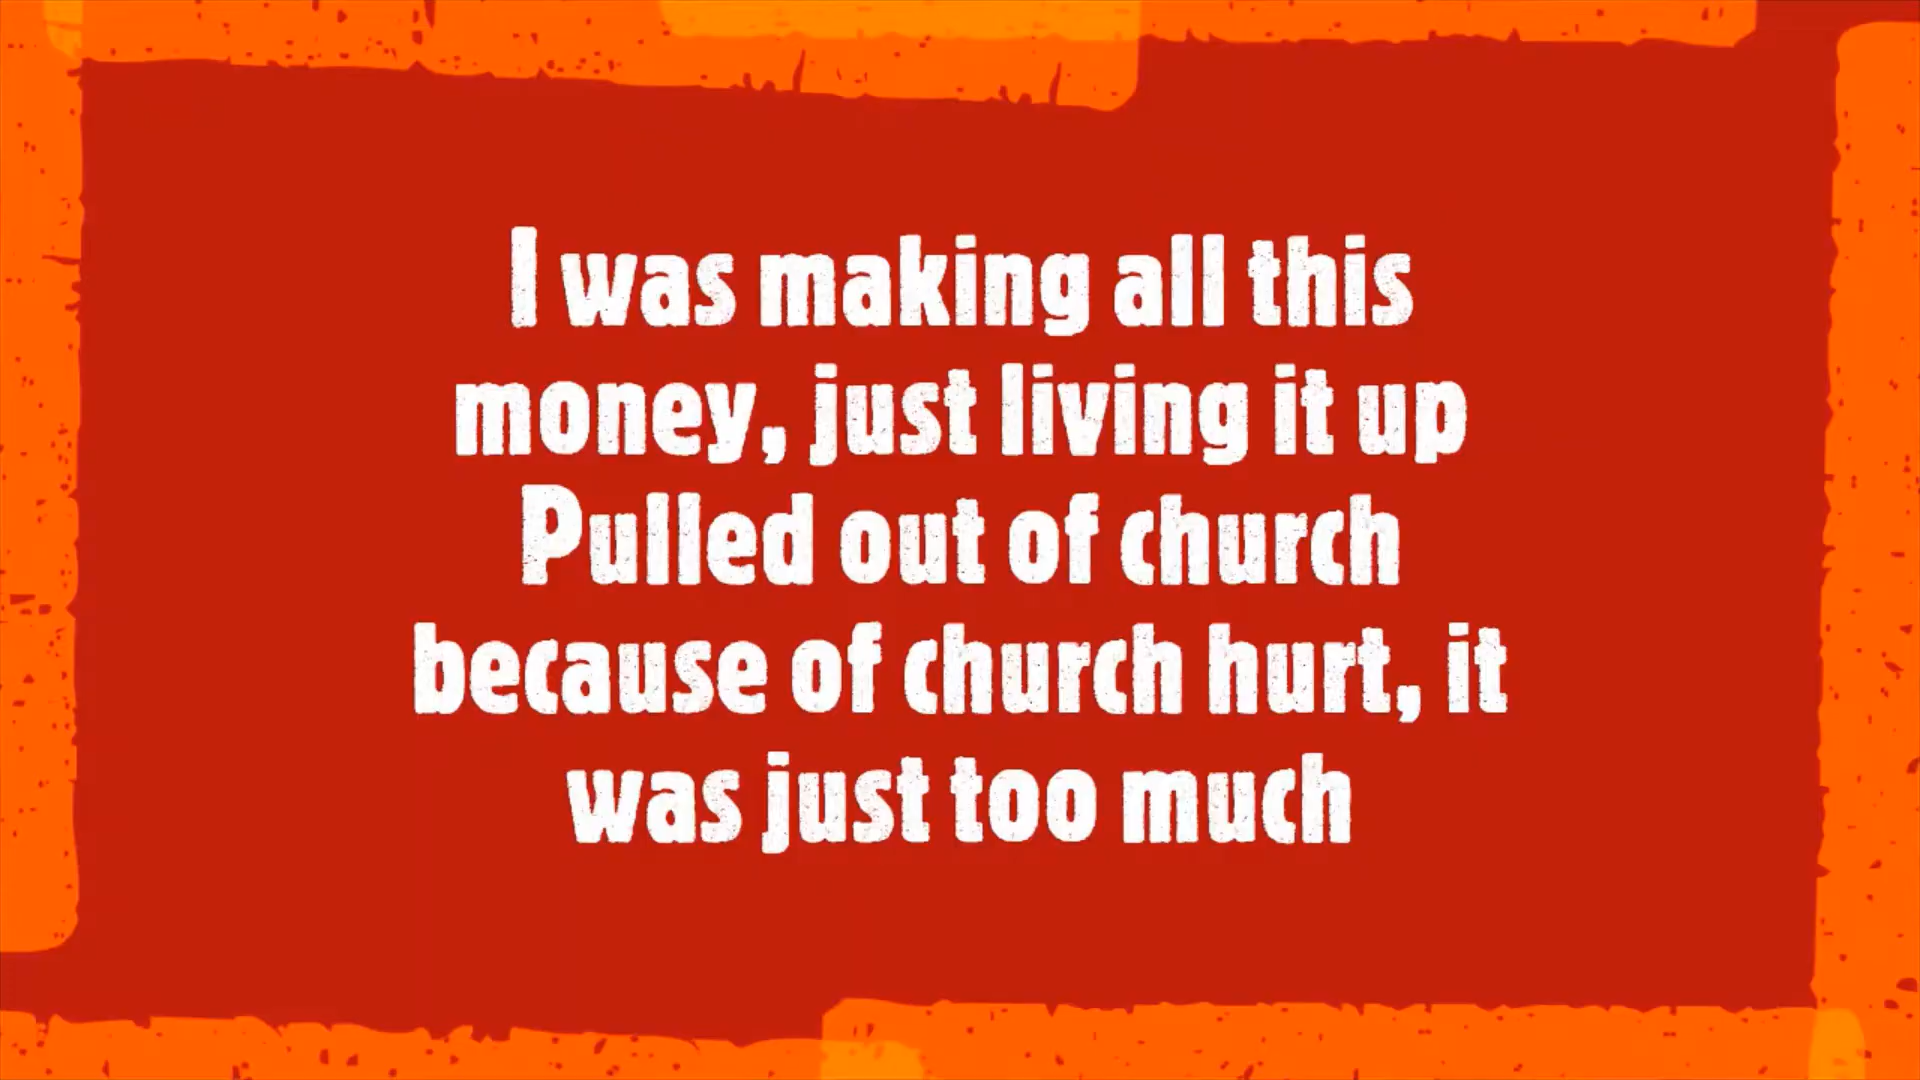 I was making all this
money, just living it up
Pulled out of church
because of church hurt, it
was just too much